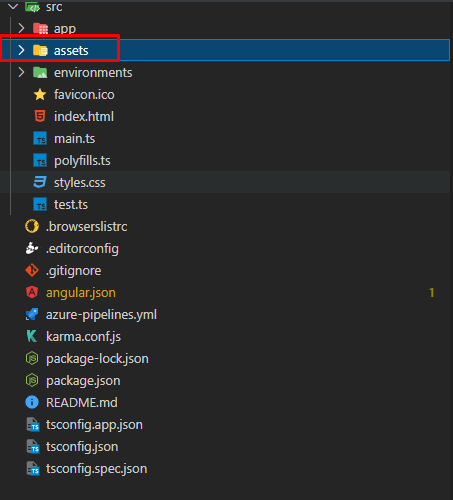 src
app
assets
environments
favicon.ico
index.html
main.ts
polyfills.ts
styles.css
test.ts
.browserslistrc
.editorconfig
.gitignore
angular.json 1
azure-pipelines.yml
karma.conf.js
package-lock.json
package.json
README.md
tsconfig.app.json
tsconfig.json
tsconfig.spec.json